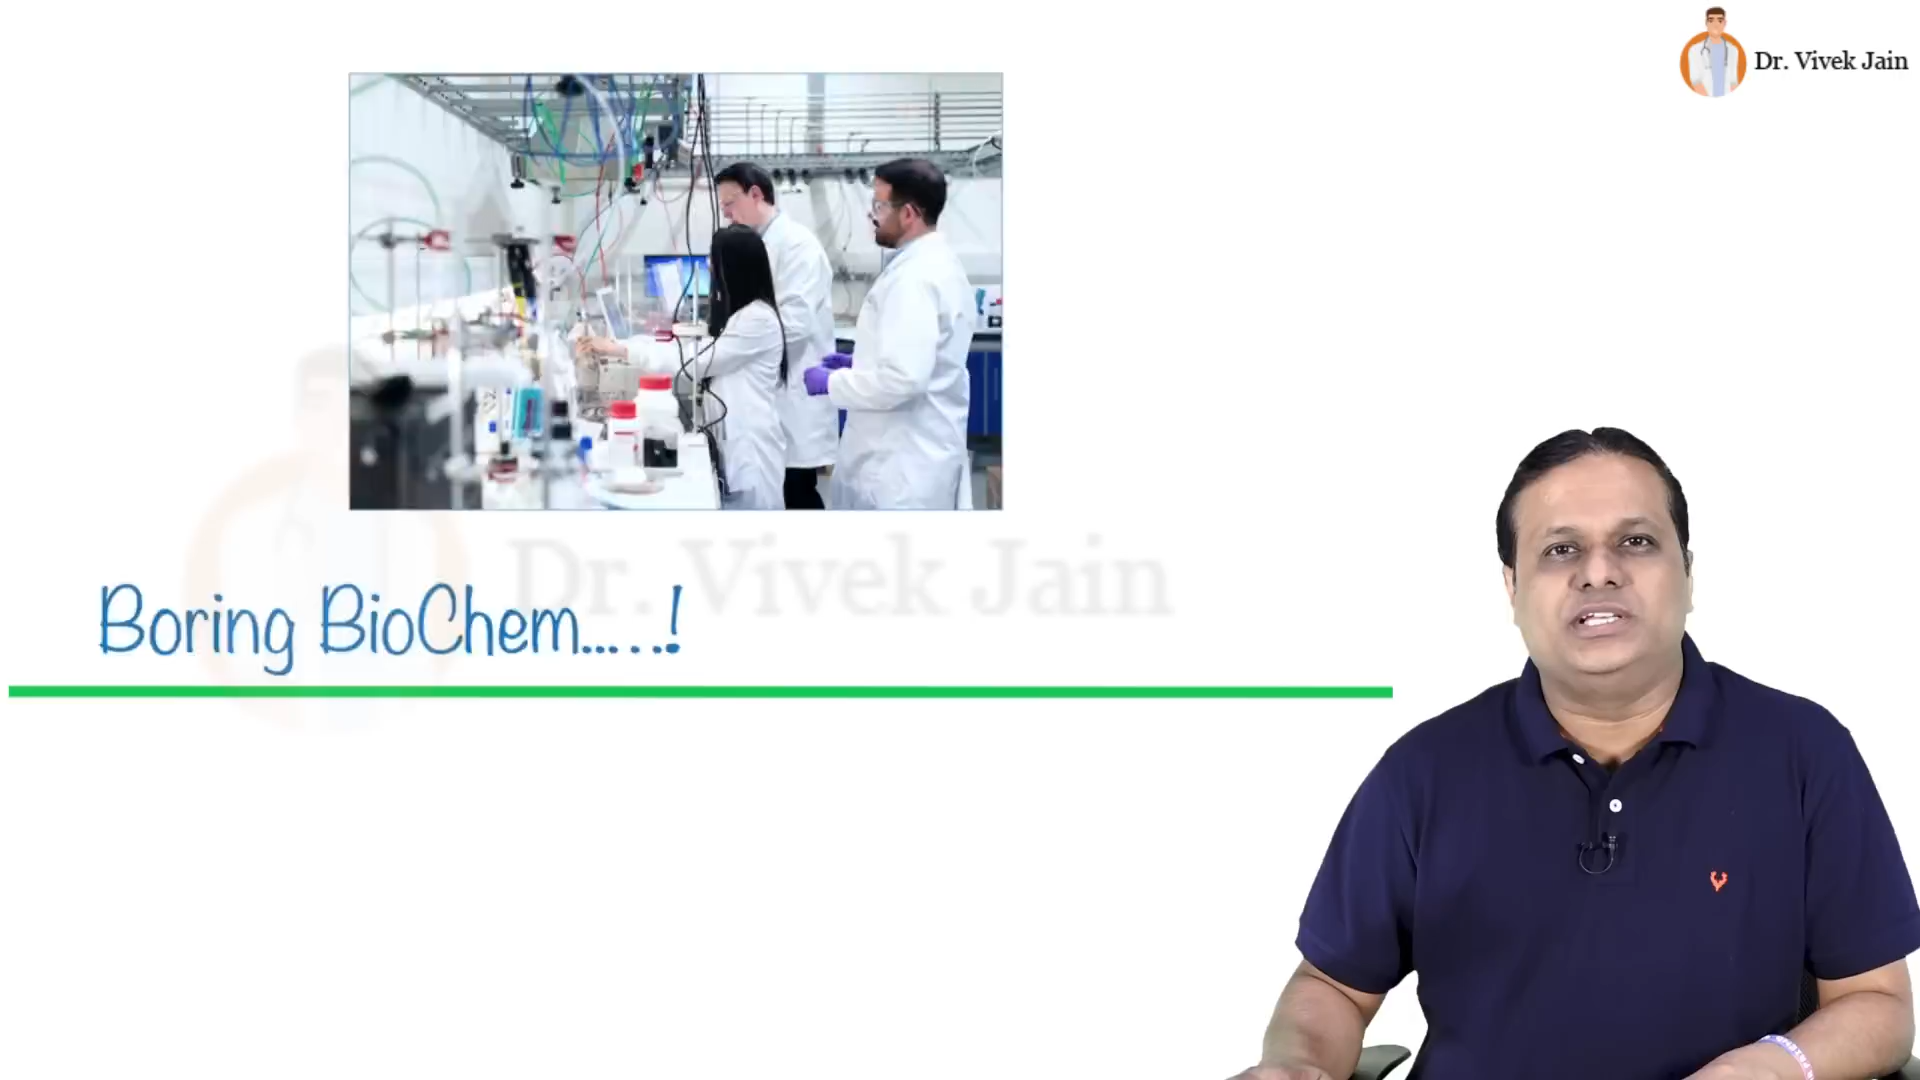 Dr. Vivek Jain
Dr. Vivek Jain
Boring BioChem.....!